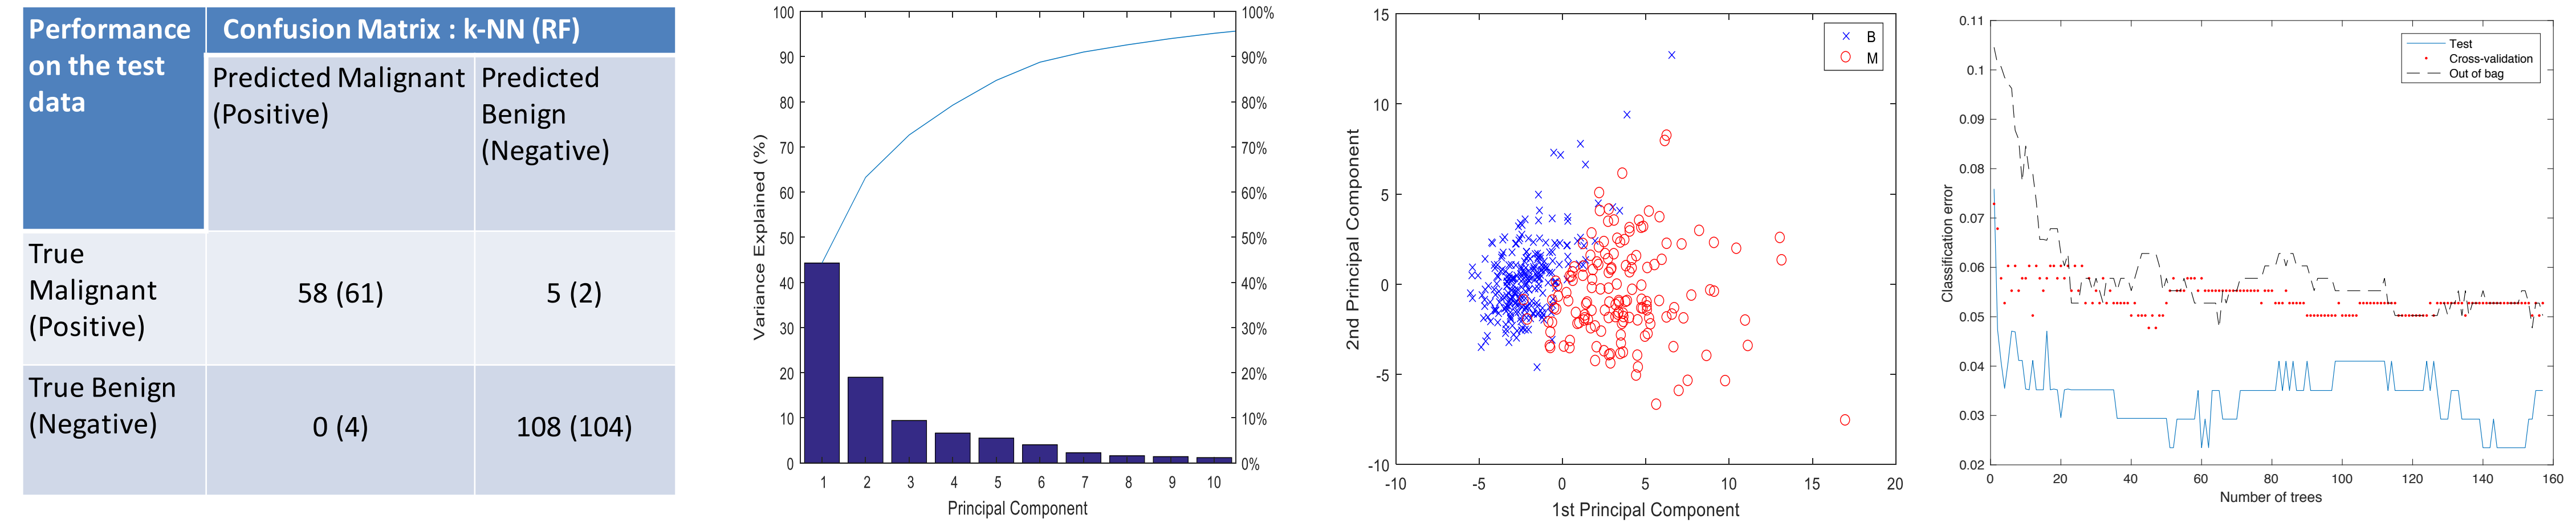 Performance
on the test
data
Confusion Matrix : k-NN (RF)
Predicted Malignant
(Positive)
Predicted
Benign
(Negative)
True
Malignant
(Positive)
58 (61)
5 (2)
True Benign
(Negative)
0 (4)
108 (104)
100
90
80
70
60
50
40
30
20
10
0
100%
90%
80%
70%
60%
50%
40%
30%
20%
10%
0%
Variance Explained (%)
1 2 3 4 5 6 7 8 9 10
Principal Component
15
10
5
0
-5
-10
2nd Principal Component
B
M
-10 -5 0 5 10 15 20
1st Principal Component
0.11
0.1
0.09
0.08
0.07
0.06
0.05
0.04
0.03
0.02
Classification error
Test
Cross-validation
Out of bag
0 20 40 60 80 100 120 140 160
Number of trees